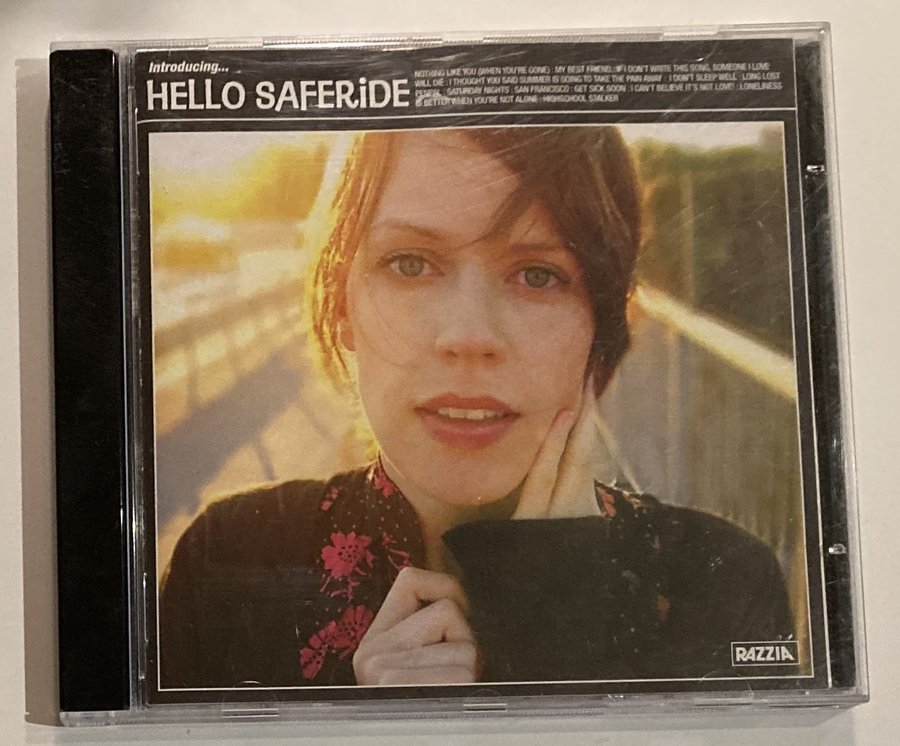 Introducing...
HELLO SAFERiDE
NOTHING LIKE YOU (WHEN YOU'RE GONE) : MY BEST FRIEND : IF I DON'T WRITE THIS SONG, SOMEONE I LOVE
WILL DIE : I THOUGHT YOU SAID SUMMER IS GOING TO TAKE THE PAIN AWAY : I DON'T SLEEP WELL : LONG LOST
PENPAL : SATURDAY NIGHTS : SAN FRANCISCO : GET SICK SOON : I CAN'T BELIEVE IT'S NOT LOVE! : LONELINESS
IS BETTER WHEN YOU'RE NOT ALONE : HIGHSCHOOL STALKER
RAZZIA